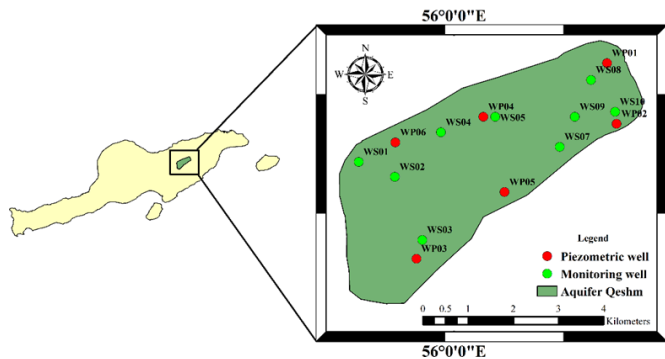 56°0'0"E
N
W E
S
WP01
WS08
WP04
WS05
WS09
WS10
WP02
WS04
WP06
WS07
WS01
WS02
WP05
WS03
WP03
Legend
Piezometric well
Monitoring well
Aquifer Qeshm
0 0.5 1 2 3 4
Kilometers
56°0'0"E